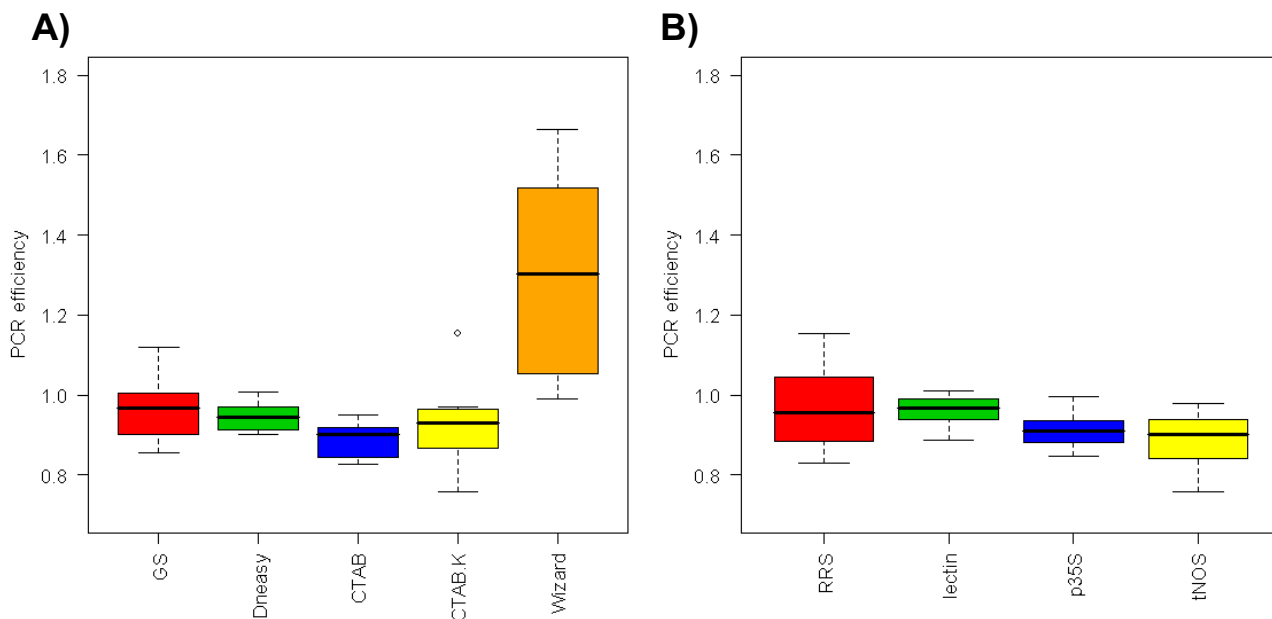 A)
PCR efficiency
1.8
1.6
1.4
1.2
1.0
0.8
GS
Dneasy
CTAB
CTAB.K
Wizard
B)
PCR efficiency
1.8
1.6
1.4
1.2
1.0
0.8
RRS
lectin
p35S
tNOS